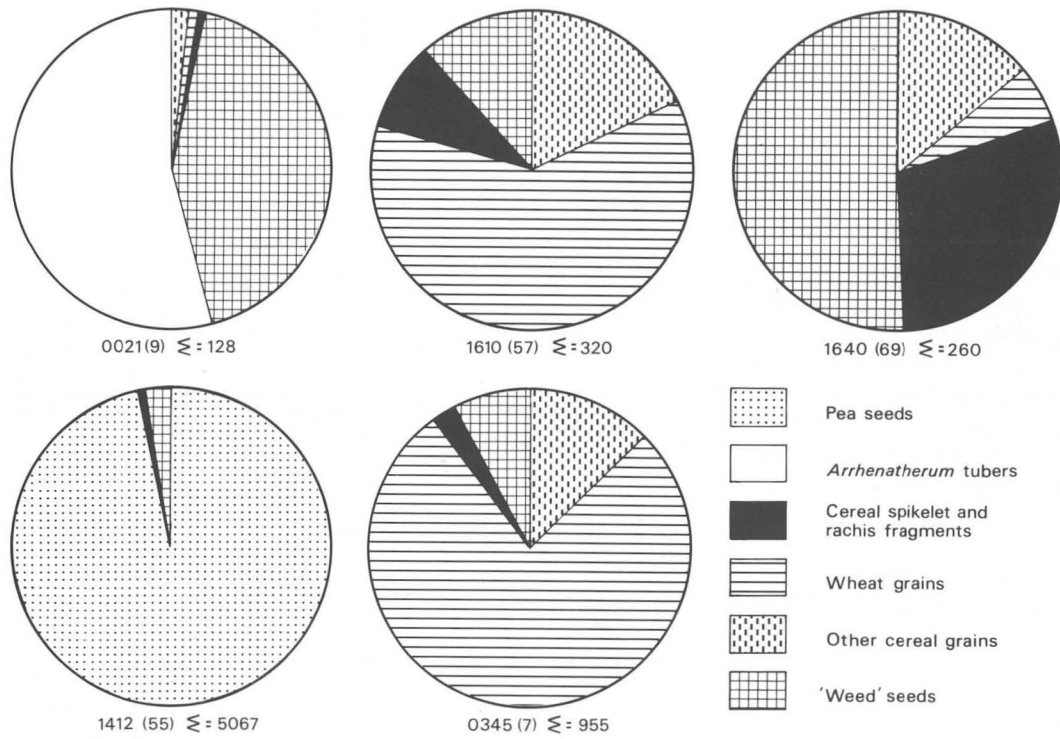 0021 (9) ≶ = 128
1610 (57) ≶ = 320
1640 (69) ≶ = 260
1412 (55) ≶ = 5067
0345 (7) ≶ = 955
Pea seeds
Arrhenatherum tubers
Cereal spikelet and
rachis fragments
Wheat grains
Other cereal grains
'Weed' seeds